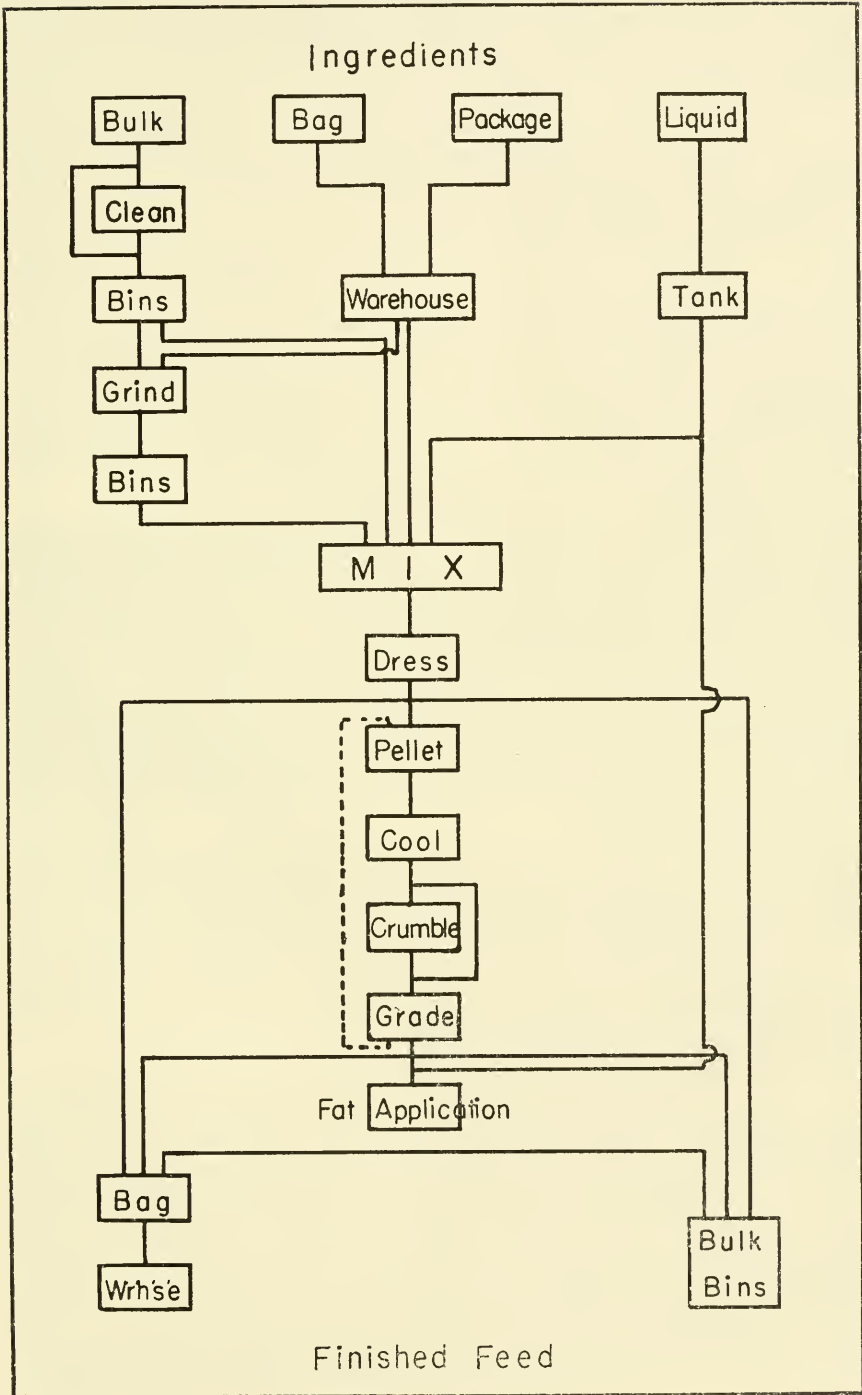 Ingredients
Bulk
Bag
Package
Liquid
Clean
Bins
Warehouse
Tank
Grind
Bins
MIX
Dress
Pellet
Cool
Crumble
Grade
Fat Application
Bag
Bulk
Bins
Wrh's'e
Finished Feed